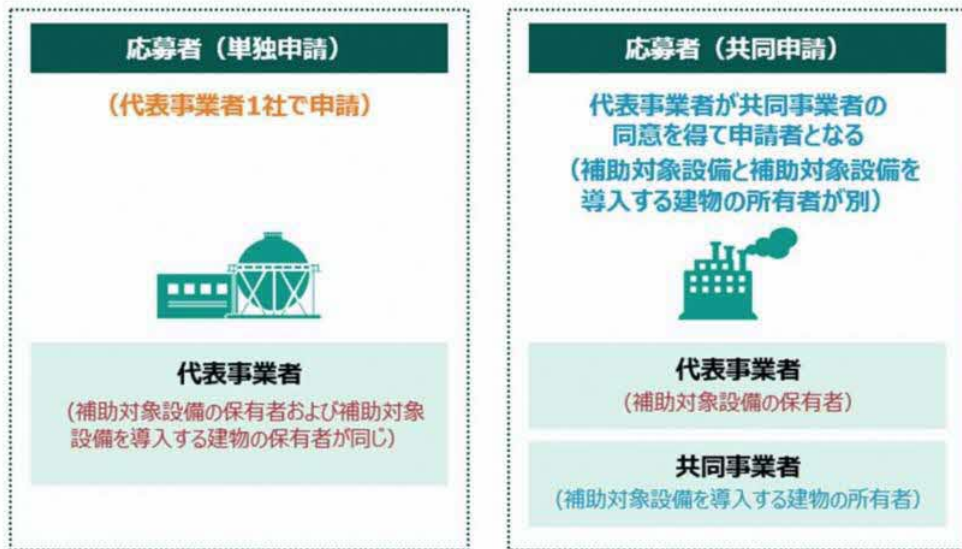 応募者（単独申請）
（代表事業者1社で申請）
代表事業者
（補助対象設備の保有者および補助対象
設備を導入する建物の保有者が同じ）
応募者（共同申請）
代表事業者が共同事業者の
同意を得て申請者となる
（補助対象設備と補助対象設備を
導入する建物の所有者が別）
代表事業者
（補助対象設備の保有者）
共同事業者
（補助対象設備を導入する建物の所有者）